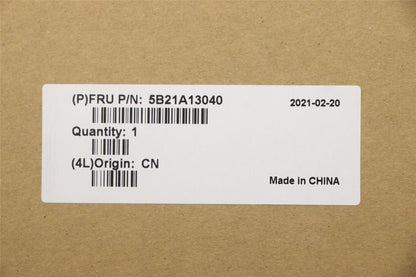 (P)FRU P/N: 5B21A13040
2021-02-20
Quantity: 1
(4L)Origin: CN
Made in CHINA